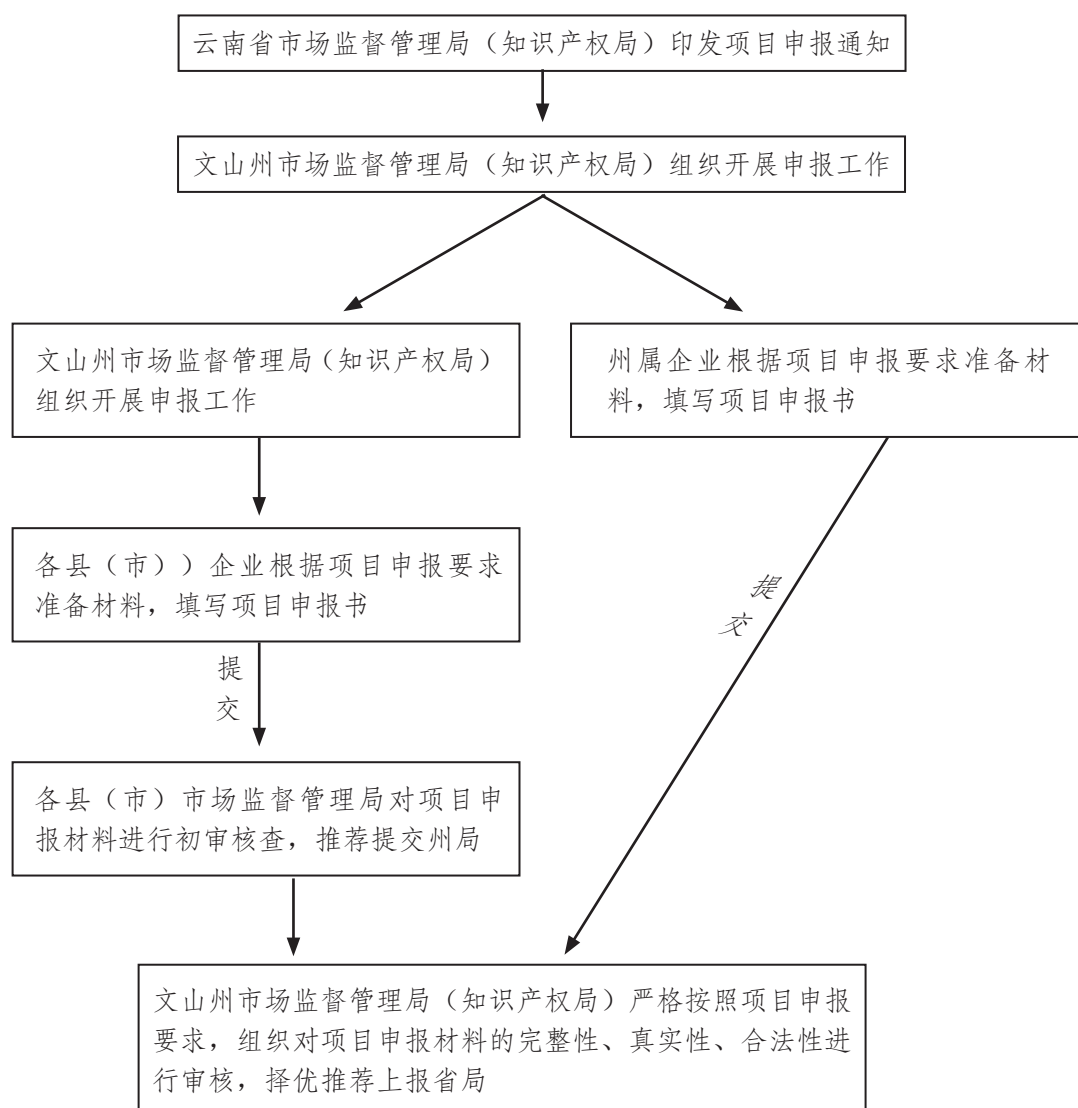 云南省市场监督管理局（知识产权局）印发项目申报通知
文山州市场监督管理局（知识产权局）组织开展申报工作
文山州市场监督管理局（知识产权局）
组织开展申报工作
州属企业根据项目申报要求准备材
料，填写项目申报书
各县（市））企业根据项目申报要求
准备材料，填写项目申报书
提
交
提
交
各县（市）市场监督管理局对项目申
报材料进行初审核查，推荐提交州局
文山州市场监督管理局（知识产权局）严格按照项目申报
要求，组织对项目申报材料的完整性、真实性、合法性进
行审核，择优推荐上报省局